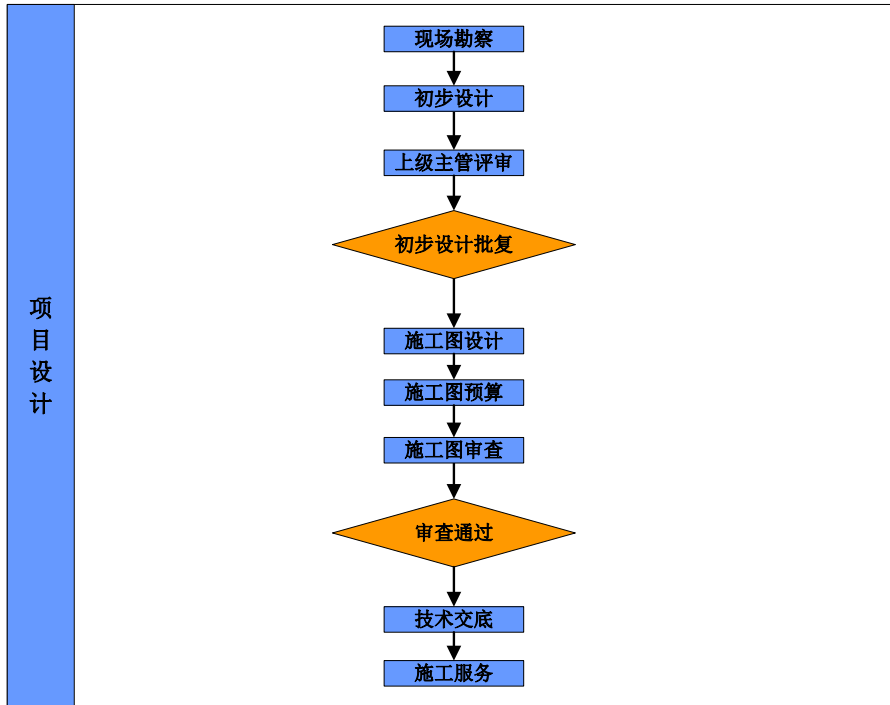 项
目
设
计
现场勘察
初步设计
上级主管评审
初步设计批复
施工图设计
施工图预算
施工图审查
审查通过
技术交底
施工服务